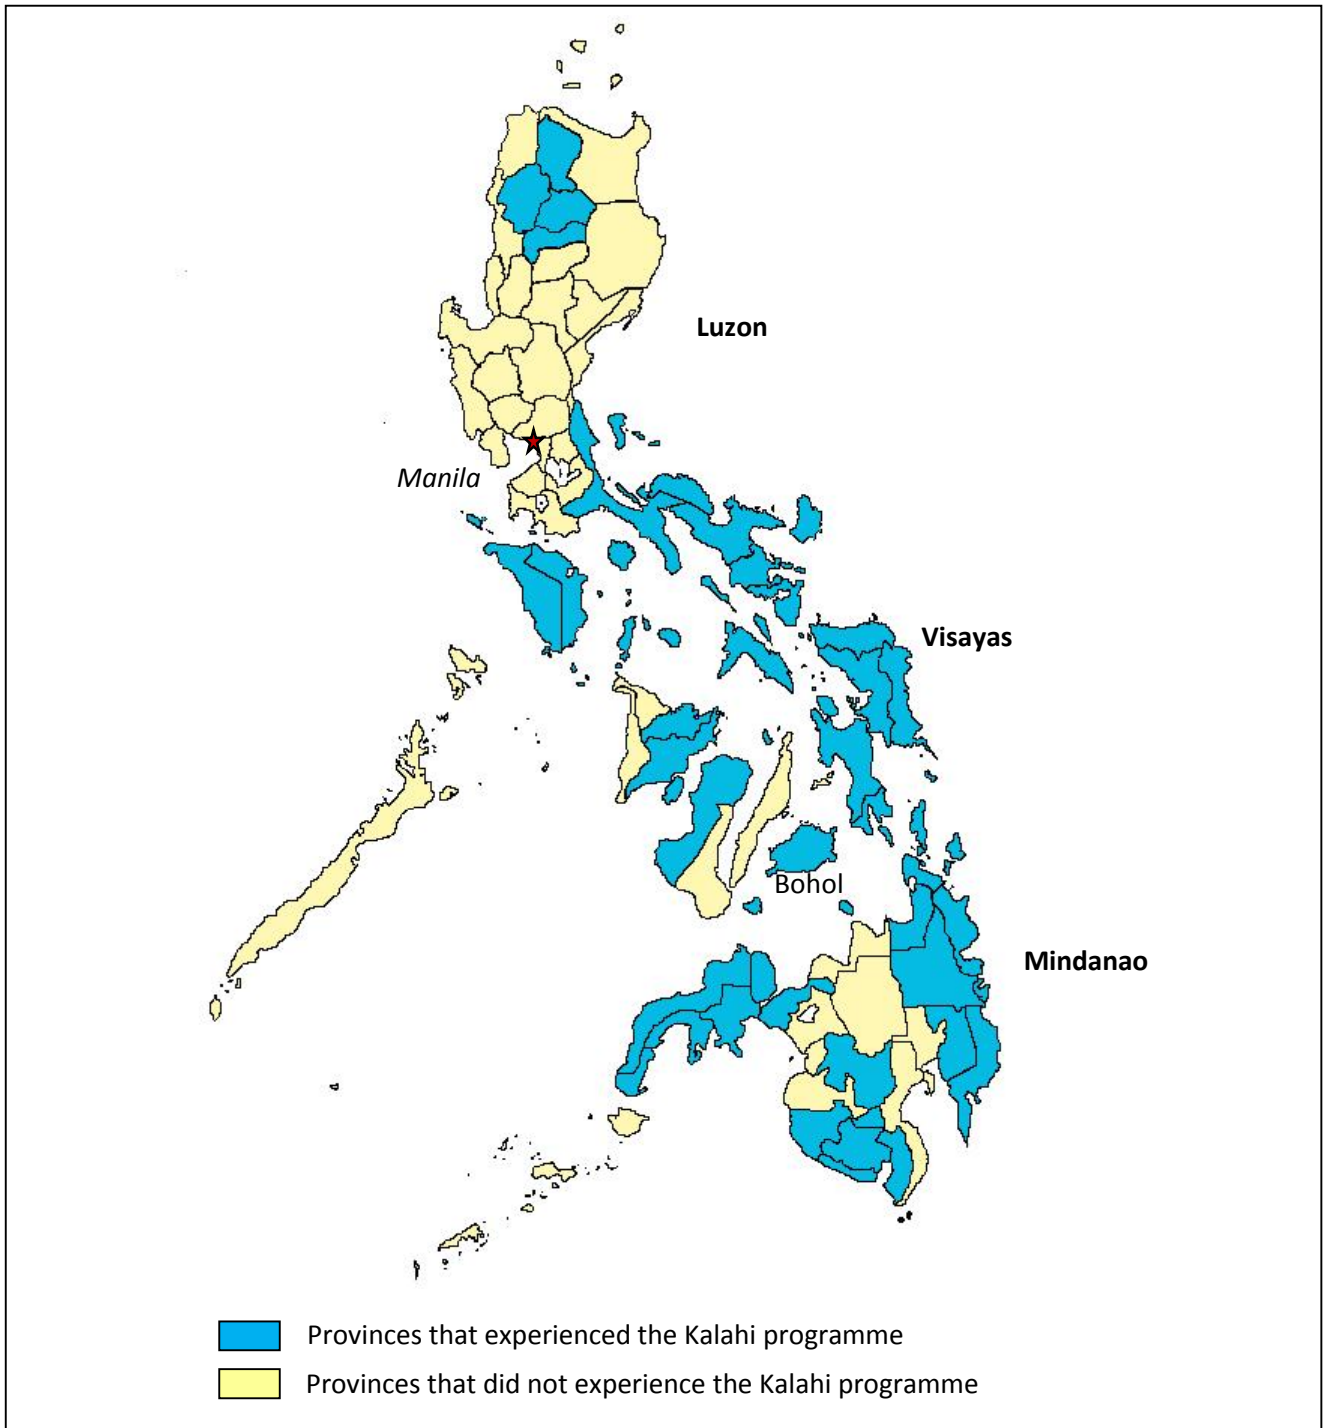 Luzon
Manila
Visayas
Bohol
Mindanao
Provinces that experienced the Kalahi programme
Provinces that did not experience the Kalahi programme